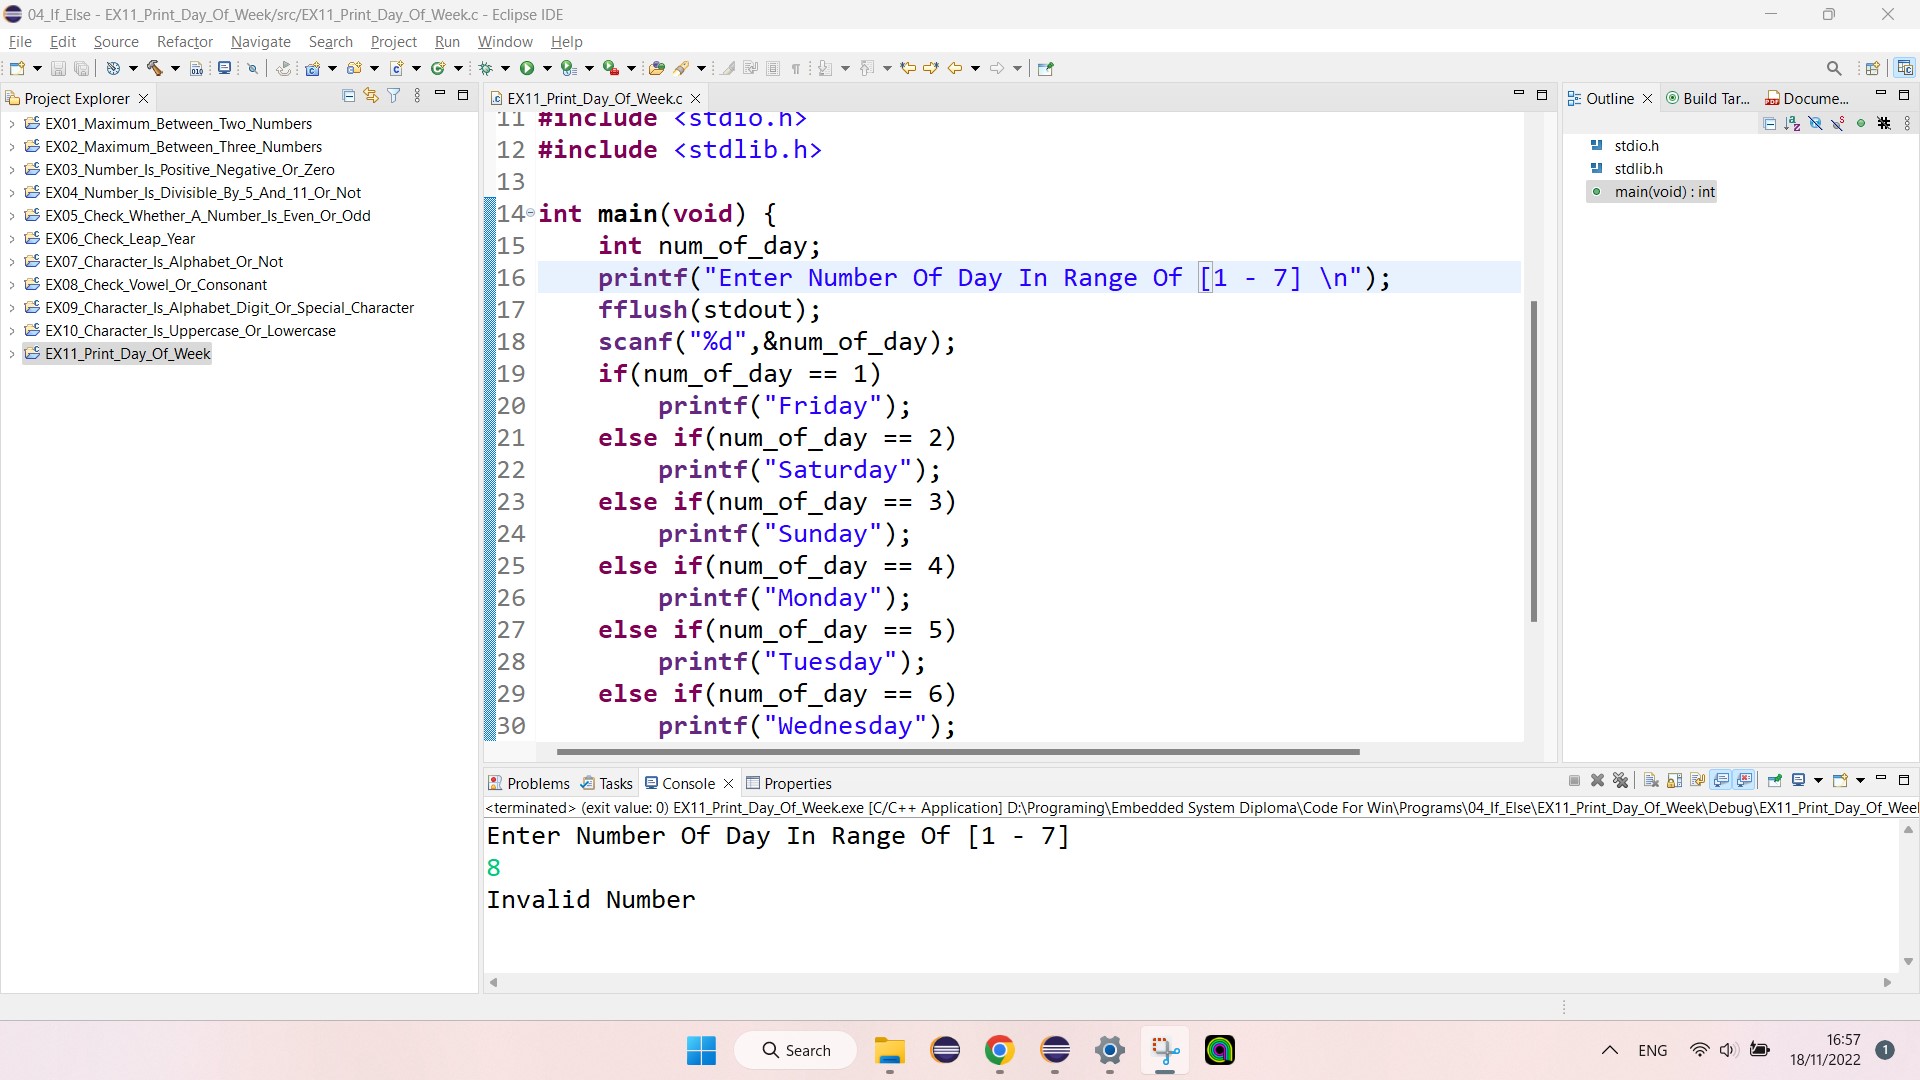 04_If_Else - EX11_Print_Day_Of_Week/src/EX11_Print_Day_Of_Week.c - Eclipse IDE
File Edit Source Refactor Navigate Search Project Run Window Help
Project Explorer
EX01_Maximum_Between_Two_Numbers
EX02_Maximum_Between_Three_Numbers
EX03_Number_Is_Positive_Negative_Or_Zero
EX04_Number_Is_Divisible_By_5_And_11_Or_Not
EX05_Check_Whether_A_Number_Is_Even_Or_Odd
EX06_Check_Leap_Year
EX07_Character_Is_Alphabet_Or_Not
EX08_Check_Vowel_Or_Consonant
EX09_Character_Is_Alphabet_Digit_Or_Special_Character
EX10_Character_Is_Uppercase_Or_Lowercase
EX11_Print_Day_Of_Week
EX11_Print_Day_Of_Week.c
11 #include <stdio.h>
12 #include <stdlib.h>
13
14 int main(void) {
15 int num_of_day;
16 printf("Enter Number Of Day In Range Of [1 - 7] \n");
17 fflush(stdout);
18 scanf("%d",&num_of_day);
19 if(num_of_day == 1)
20 printf("Friday");
21 else if(num_of_day == 2)
22 printf("Saturday");
23 else if(num_of_day == 3)
24 printf("Sunday");
25 else if(num_of_day == 4)
26 printf("Monday");
27 else if(num_of_day == 5)
28 printf("Tuesday");
29 else if(num_of_day == 6)
30 printf("Wednesday");
Outline Build Tar... Docume...
stdio.h
stdlib.h
main(void) : int
Problems Tasks Console Properties
<terminated> (exit value: 0) EX11_Print_Day_Of_Week.exe [C/C++ Application] D:\Programing\Embedded System Diploma\Code For Win\Programs\04_If_Else\EX11_Print_Day_Of_Week\Debug\EX11_Print_Day_Of_Weel
Enter Number Of Day In Range Of [1 - 7]
8
Invalid Number
Search
ENG
16:57
18/11/2022
1